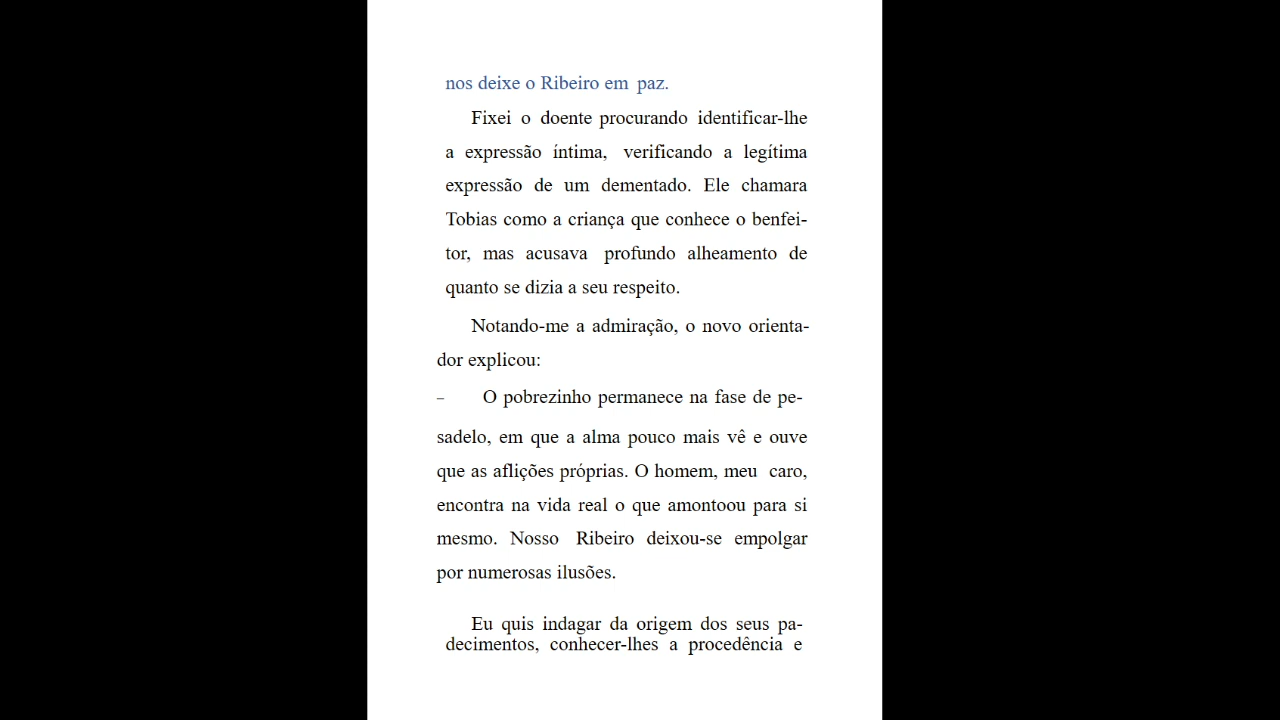 nos deixe o Ribeiro em paz.
Fixei o doente procurando identificar-lhe
a expressão íntima, verificando a legítima
expressão de um dementado. Ele chamara
Tobias como a criança que conhece o benfei-
tor, mas acusava profundo alheamento de
quanto se dizia a seu respeito.
Notando-me a admiração, o novo orienta-
dor explicou:
– O pobrezinho permanece na fase de pe-
sadelo, em que a alma pouco mais vê e ouve
que as aflições próprias. O homem, meu caro,
encontra na vida real o que amontoou para si
mesmo. Nosso Ribeiro deixou-se empolgar
por numerosas ilusões.
Eu quis indagar da origem dos seus pa-
decimentos, conhecer-lhes a procedência e